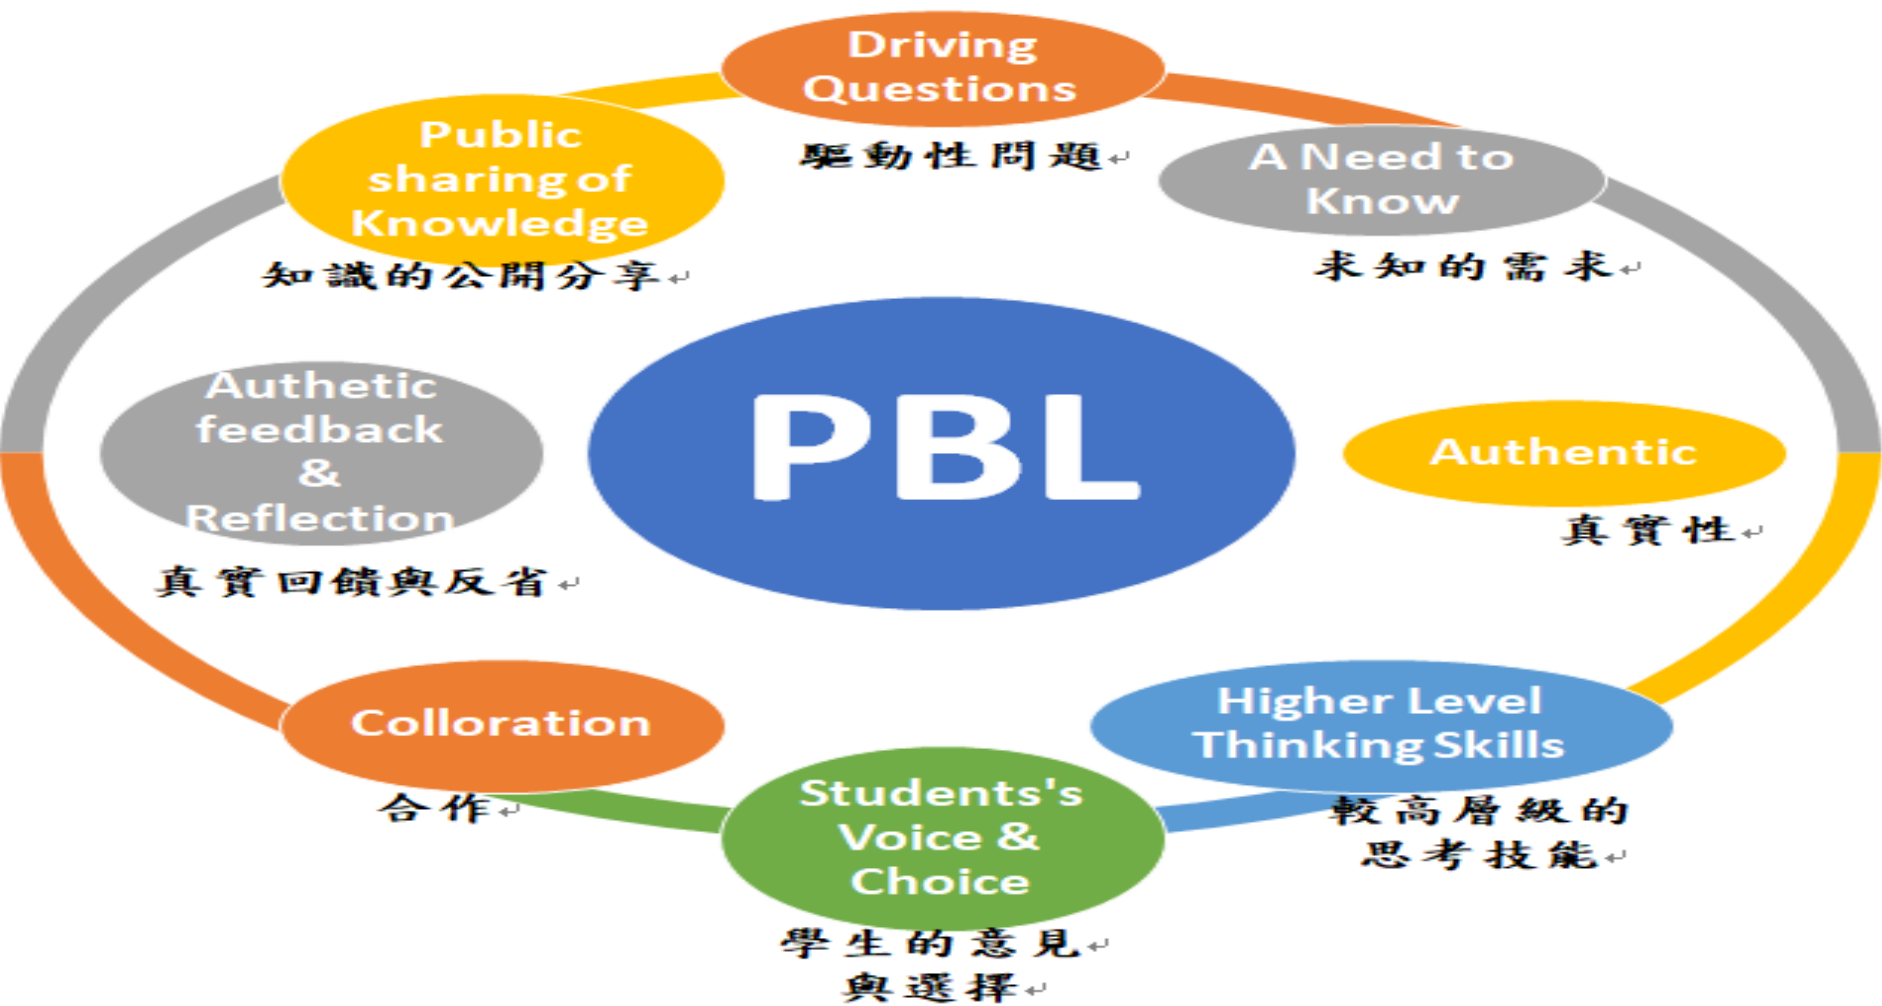 Driving
Questions
驅動性問題
A Need to
Know
求知的需求
Authentic
真實性
Higher Level
Thinking Skills
較高層級的
思考技能
Students's
Voice &
Choice
學生的意見
與選擇
Colloration
合作
Authetic
feedback
&
Reflection
真實回饋與反省
Public
sharing of
Knowledge
知識的公開分享
PBL